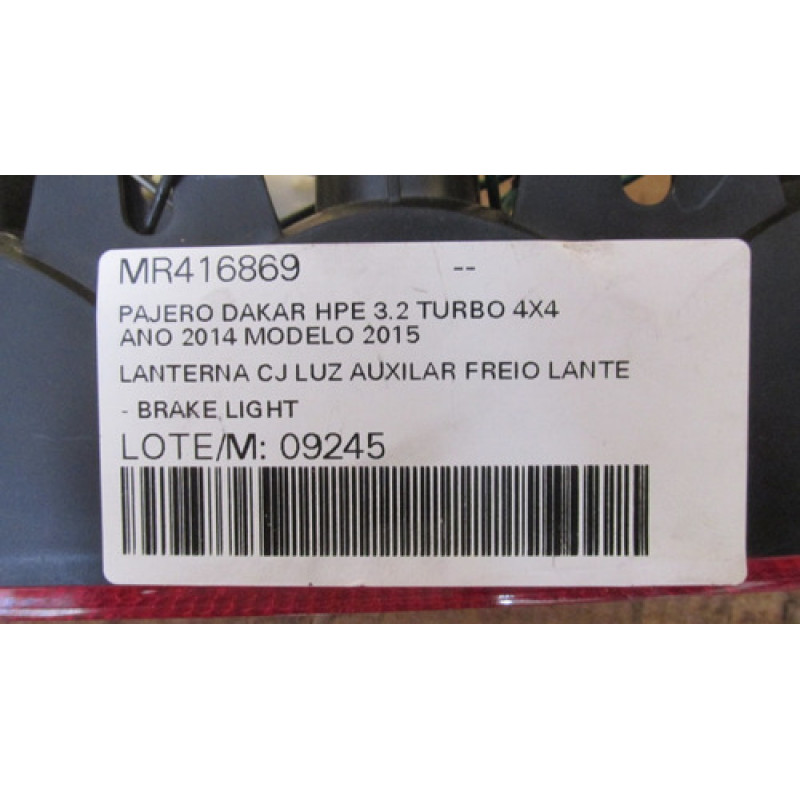 MR416869 --
PAJERO DAKAR HPE 3.2 TURBO 4X4
ANO 2014 MODELO 2015
LANTERNA CJ LUZ AUXILAR FREIO LANTE
- BRAKE LIGHT
LOTE/M: 09245